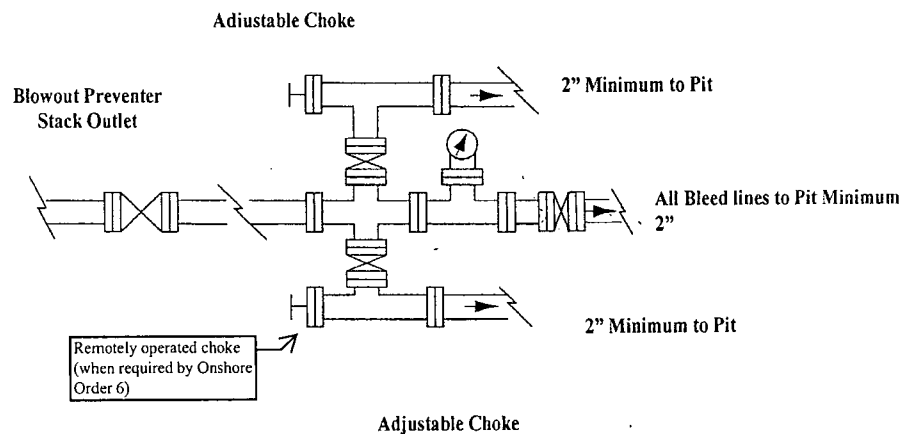 Adjustable Choke
2” Minimum to Pit
Blowout Preventer
Stack Outlet
All Bleed lines to Pit Minimum
2”
2” Minimum to Pit
Remotely operated choke
(when required by Onshore
Order 6)
Adjustable Choke